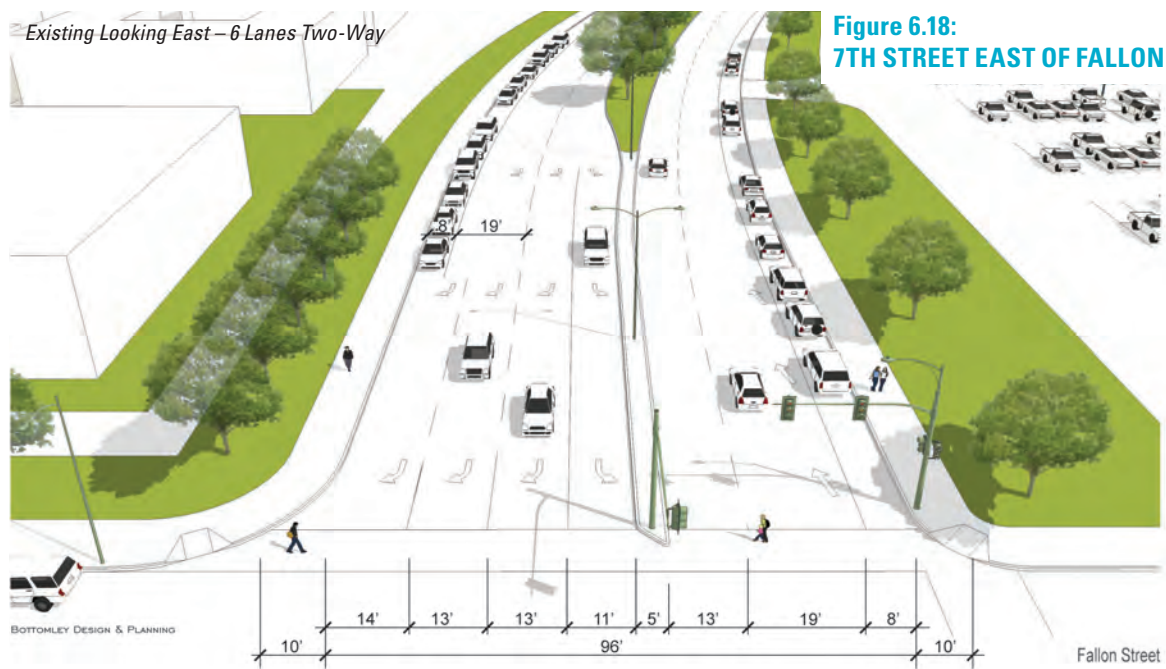 Existing Looking East – 6 Lanes Two-Way
Figure 6.18:
7TH STREET EAST OF FALLON
8' 19'
14' 13' 13' 11' 5' 13' 19' 8'
10' 96' 10'
BOTTOMLEY DESIGN & PLANNING
Fallon Street